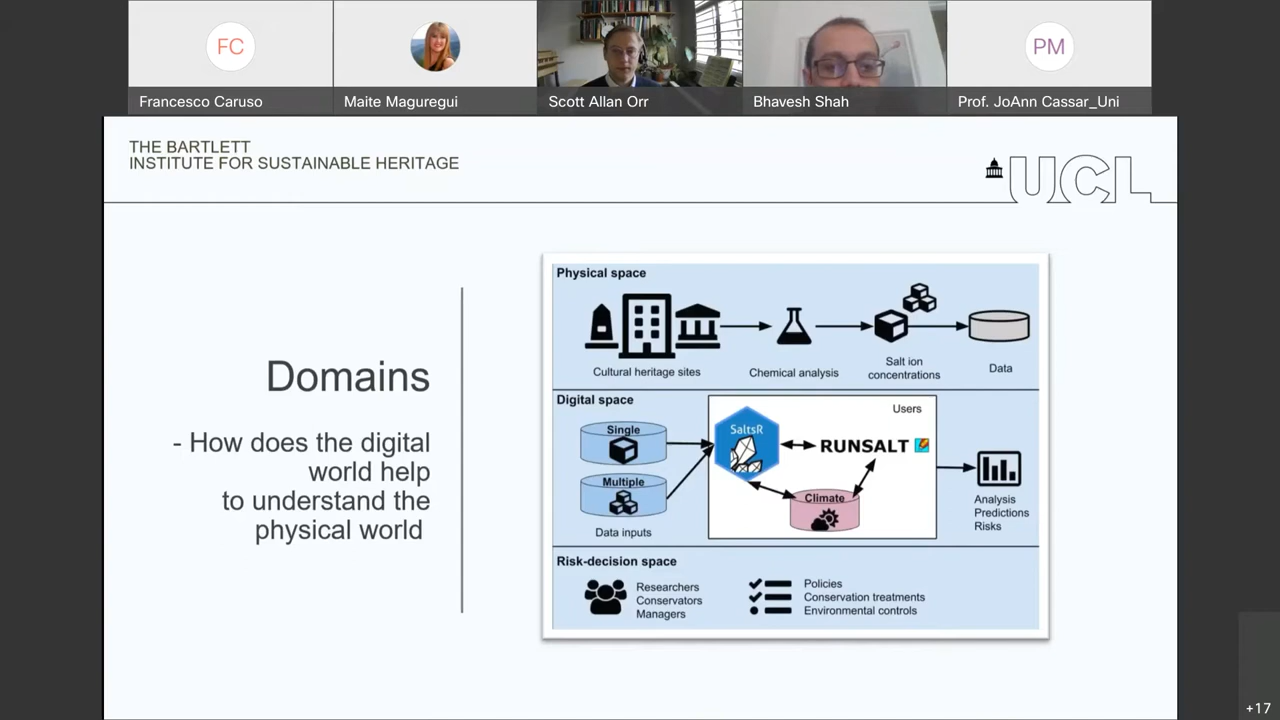 FC
PM
Francesco Caruso
Maite Maguregui
Scott Allan Orr
Bhavesh Shah
Prof. JoAnn Cassar_Uni
THE BARTLETT
INSTITUTE FOR SUSTAINABLE HERITAGE
UCL
Domains
- How does the digital
world help
to understand the
physical world
Physical space
Cultural heritage sites
Chemical analysis
Salt ion
concentrations
Data
Digital space
Single
Multiple
Data inputs
Users
SaltsR
RUNSALT
Climate
Analysis
Predictions
Risks
Risk-decision space
Researchers
Conservators
Managers
Policies
Conservation treatments
Environmental controls
+17